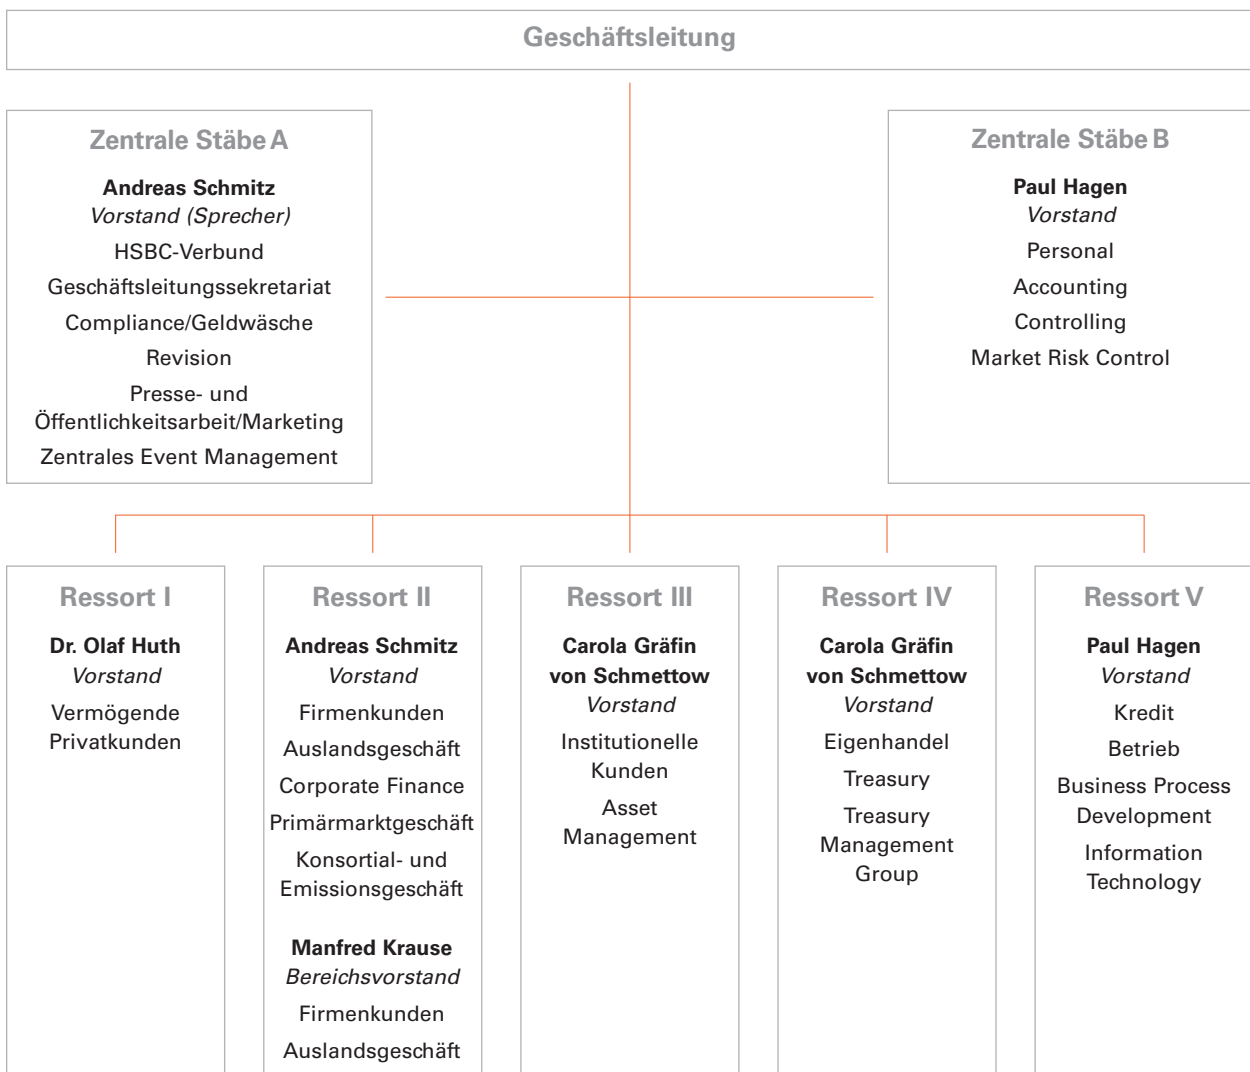 Geschäftsleitung
Zentrale Stäbe A
Andreas Schmitz
Vorstand (Sprecher)
HSBC-Verbund
Geschäftsleitungssekretariat
Compliance/Geldwäsche
Revision
Presse- und
Öffentlichkeitsarbeit/Marketing
Zentrales Event Management
Zentrale Stäbe B
Paul Hagen
Vorstand
Personal
Accounting
Controlling
Market Risk Control
Ressort I
Dr. Olaf Huth
Vorstand
Vermögende
Privatkunden
Ressort II
Andreas Schmitz
Vorstand
Firmenkunden
Auslandsgeschäft
Corporate Finance
Primärmarktgeschäft
Konsortial- und
Emissionsgeschäft
Manfred Krause
Bereichsvorstand
Firmenkunden
Auslandsgeschäft
Ressort III
Carola Gräfin
von Schmettow
Vorstand
Institutionelle
Kunden
Asset
Management
Ressort IV
Carola Gräfin
von Schmettow
Vorstand
Eigenhandel
Treasury
Treasury
Management
Group
Ressort V
Paul Hagen
Vorstand
Kredit
Betrieb
Business Process
Development
Information
Technology